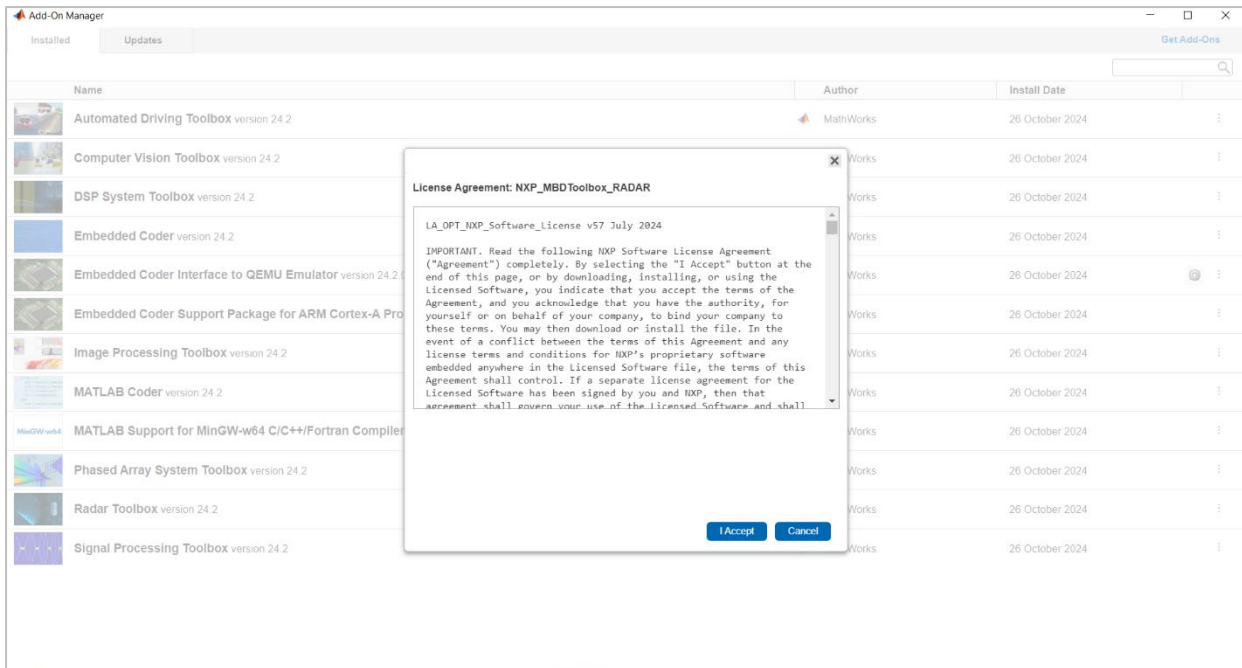 Add-On Manager
Installed Updates Get Add-Ons
Name Author Install Date
Automated Driving Toolbox version 24.2 MathWorks 26 October 2024
Computer Vision Toolbox version 24.2 Works 26 October 2024
DSP System Toolbox version 24.2 Works 26 October 2024
Embedded Coder version 24.2 Works 26 October 2024
Embedded Coder Interface to QEMU Emulator version 24.2 Works 26 October 2024
Embedded Coder Support Package for ARM Cortex-A Pro Works 26 October 2024
Image Processing Toolbox version 24.2 Works 26 October 2024
MATLAB Coder version 24.2 Works 26 October 2024
MinGW-w64 MATLAB Support for MinGW-w64 C/C++/Fortran Compiler Works 26 October 2024
Phased Array System Toolbox version 24.2 Works 26 October 2024
Radar Toolbox version 24.2 Works 26 October 2024
Signal Processing Toolbox version 24.2 Works 26 October 2024
License Agreement: NXP_MBDToolbox_RADAR
LA_OPT_NXP_Software_License v57 July 2024
IMPORTANT. Read the following NXP Software License Agreement
("Agreement") completely. By selecting the "I Accept" button at the
end of this page, or by downloading, installing, or using the
Licensed Software, you indicate that you accept the terms of the
Agreement, and you acknowledge that you have the authority, for
yourself or on behalf of your company, to bind your company to
these terms. You may then download or install the file. In the
event of a conflict between the terms of this Agreement and any
license terms and conditions for NXP's proprietary software
embedded anywhere in the Licensed Software file, the terms of this
Agreement shall control. If a separate license agreement for the
Licensed Software has been signed by you and NXP, then that
agreement shall govern your use of the Licensed Software and shall
I Accept Cancel